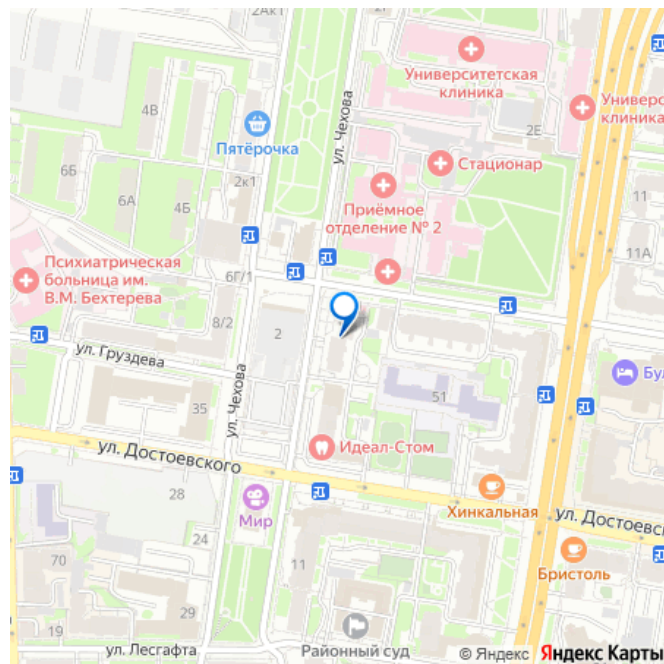 2Ак1
Университетская
клиника
Универс
клиника
4В
ул. Чехова
2Е
Пятёрочка
Стационар
6Б
2к1
6А
4Б
Приёмное
отделение № 2
11А
Психиатрическая
больница им.
В.М. Бехтерева
6Г/1
8/2
2
ул. Груздева
Бул
51
35
ул. Чехова
Идеал-Стом
ул. Достоевского
28
Хинкальная
Мир
ул. Достоевск
24
70
11
Бристоль
29
19
ул. Лесгафта
Районный суд
© Яндекс Яндекс Карты